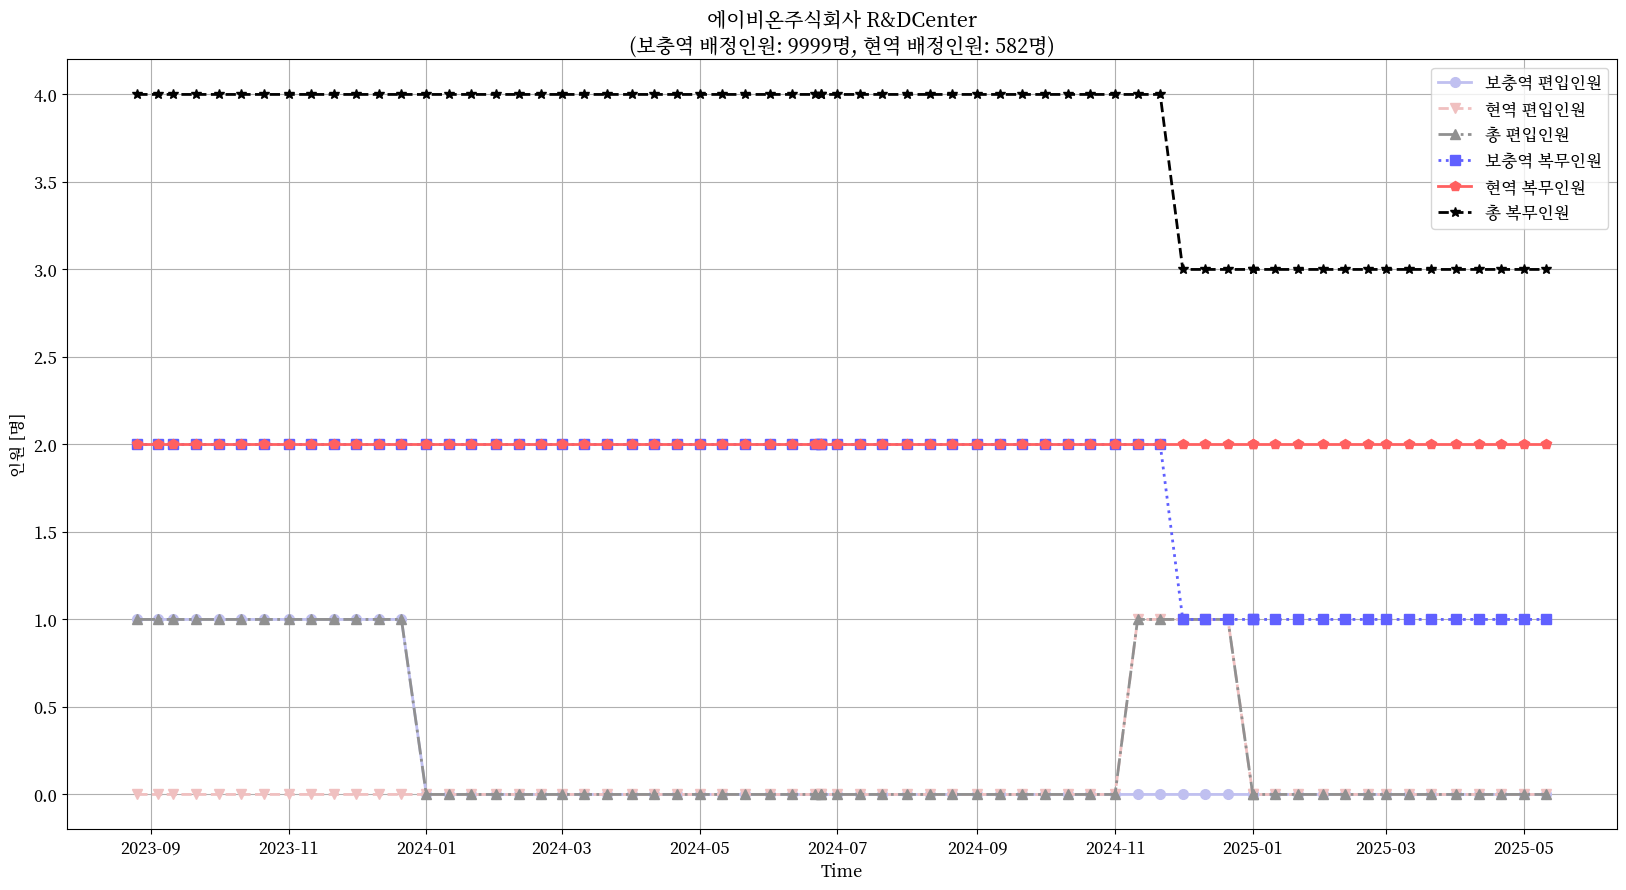 에이비온주식회사 R&DCenter
(보충역 배정인원: 9999명, 현역 배정인원: 582명)
보충역 편입인원
현역 편입인원
총 편입인원
보충역 복무인원
현역 복무인원
총 복무인원
4.0
3.5
3.0
2.5
2.0
1.5
1.0
0.5
0.0
인원 [명]
2023-09 2023-11 2024-01 2024-03 2024-05 2024-07 2024-09 2024-11 2025-01 2025-03 2025-05
Time